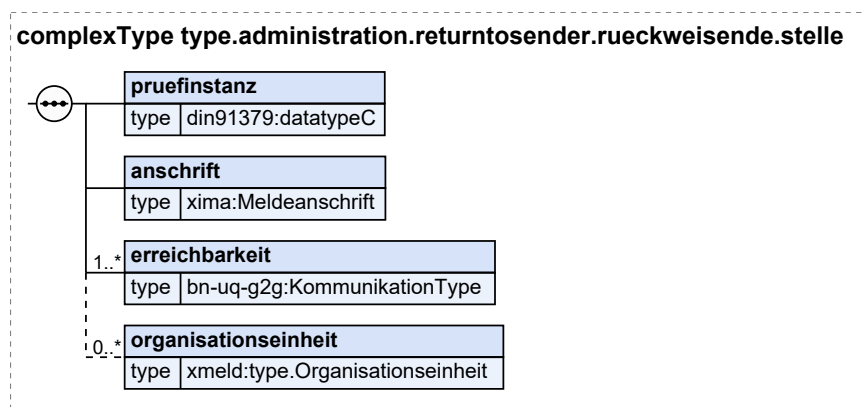 complexType type.administration.returntosender.rueckweisende.stelle
pruefinstanz
type din91379:datatypeC
anschrift
type xima:Meldeanschrift
1..* erreichbarkeit
type bn-uq-g2g:KommunikationType
0..* organisationseinheit
type xmeld:type.Organisationseinheit